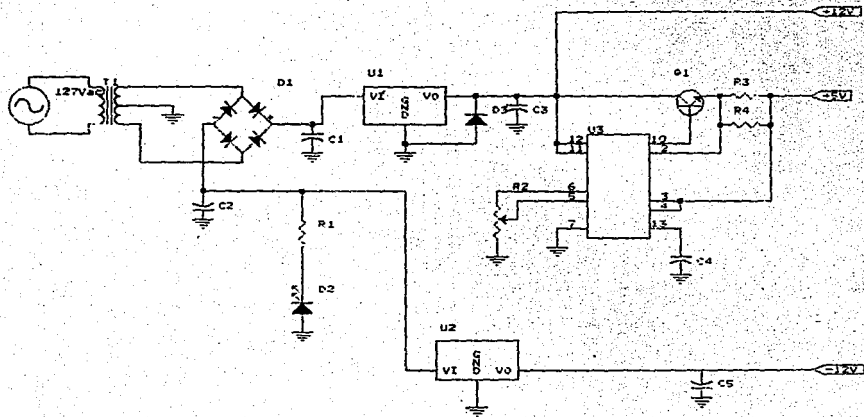 +12V
T1
127Vac
D1
U1
VI
GND
VO
D3
C3
Q1
R3
+5V
R4
C1
U3
12
11
10
2
6
5
3
4
7
13
R2
C4
C2
R1
D2
U2
VI
GND
VO
C5
-12V